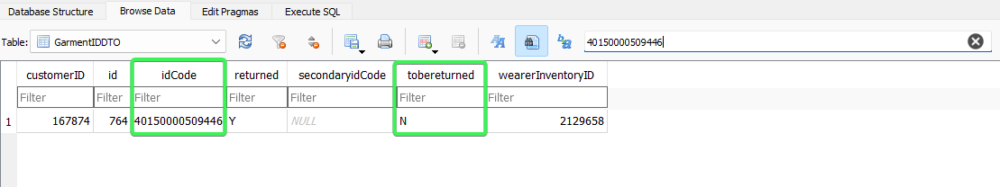 Database Structure Browse Data Edit Pragmas Execute SQL
Table: GarmentIDDTO 40150000509446
customerID id idCode returned secondaryidCode tobereturned wearerInventoryID
Filter Filter Filter Filter Filter Filter Filter
1 167874 764 40150000509446 Y NULL N 2129658